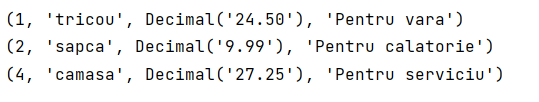 (1, 'tricou', Decimal('24.50'), 'Pentru vara')
(2, 'sapca', Decimal('9.99'), 'Pentru calatorie')
(4, 'camasa', Decimal('27.25'), 'Pentru serviciu')